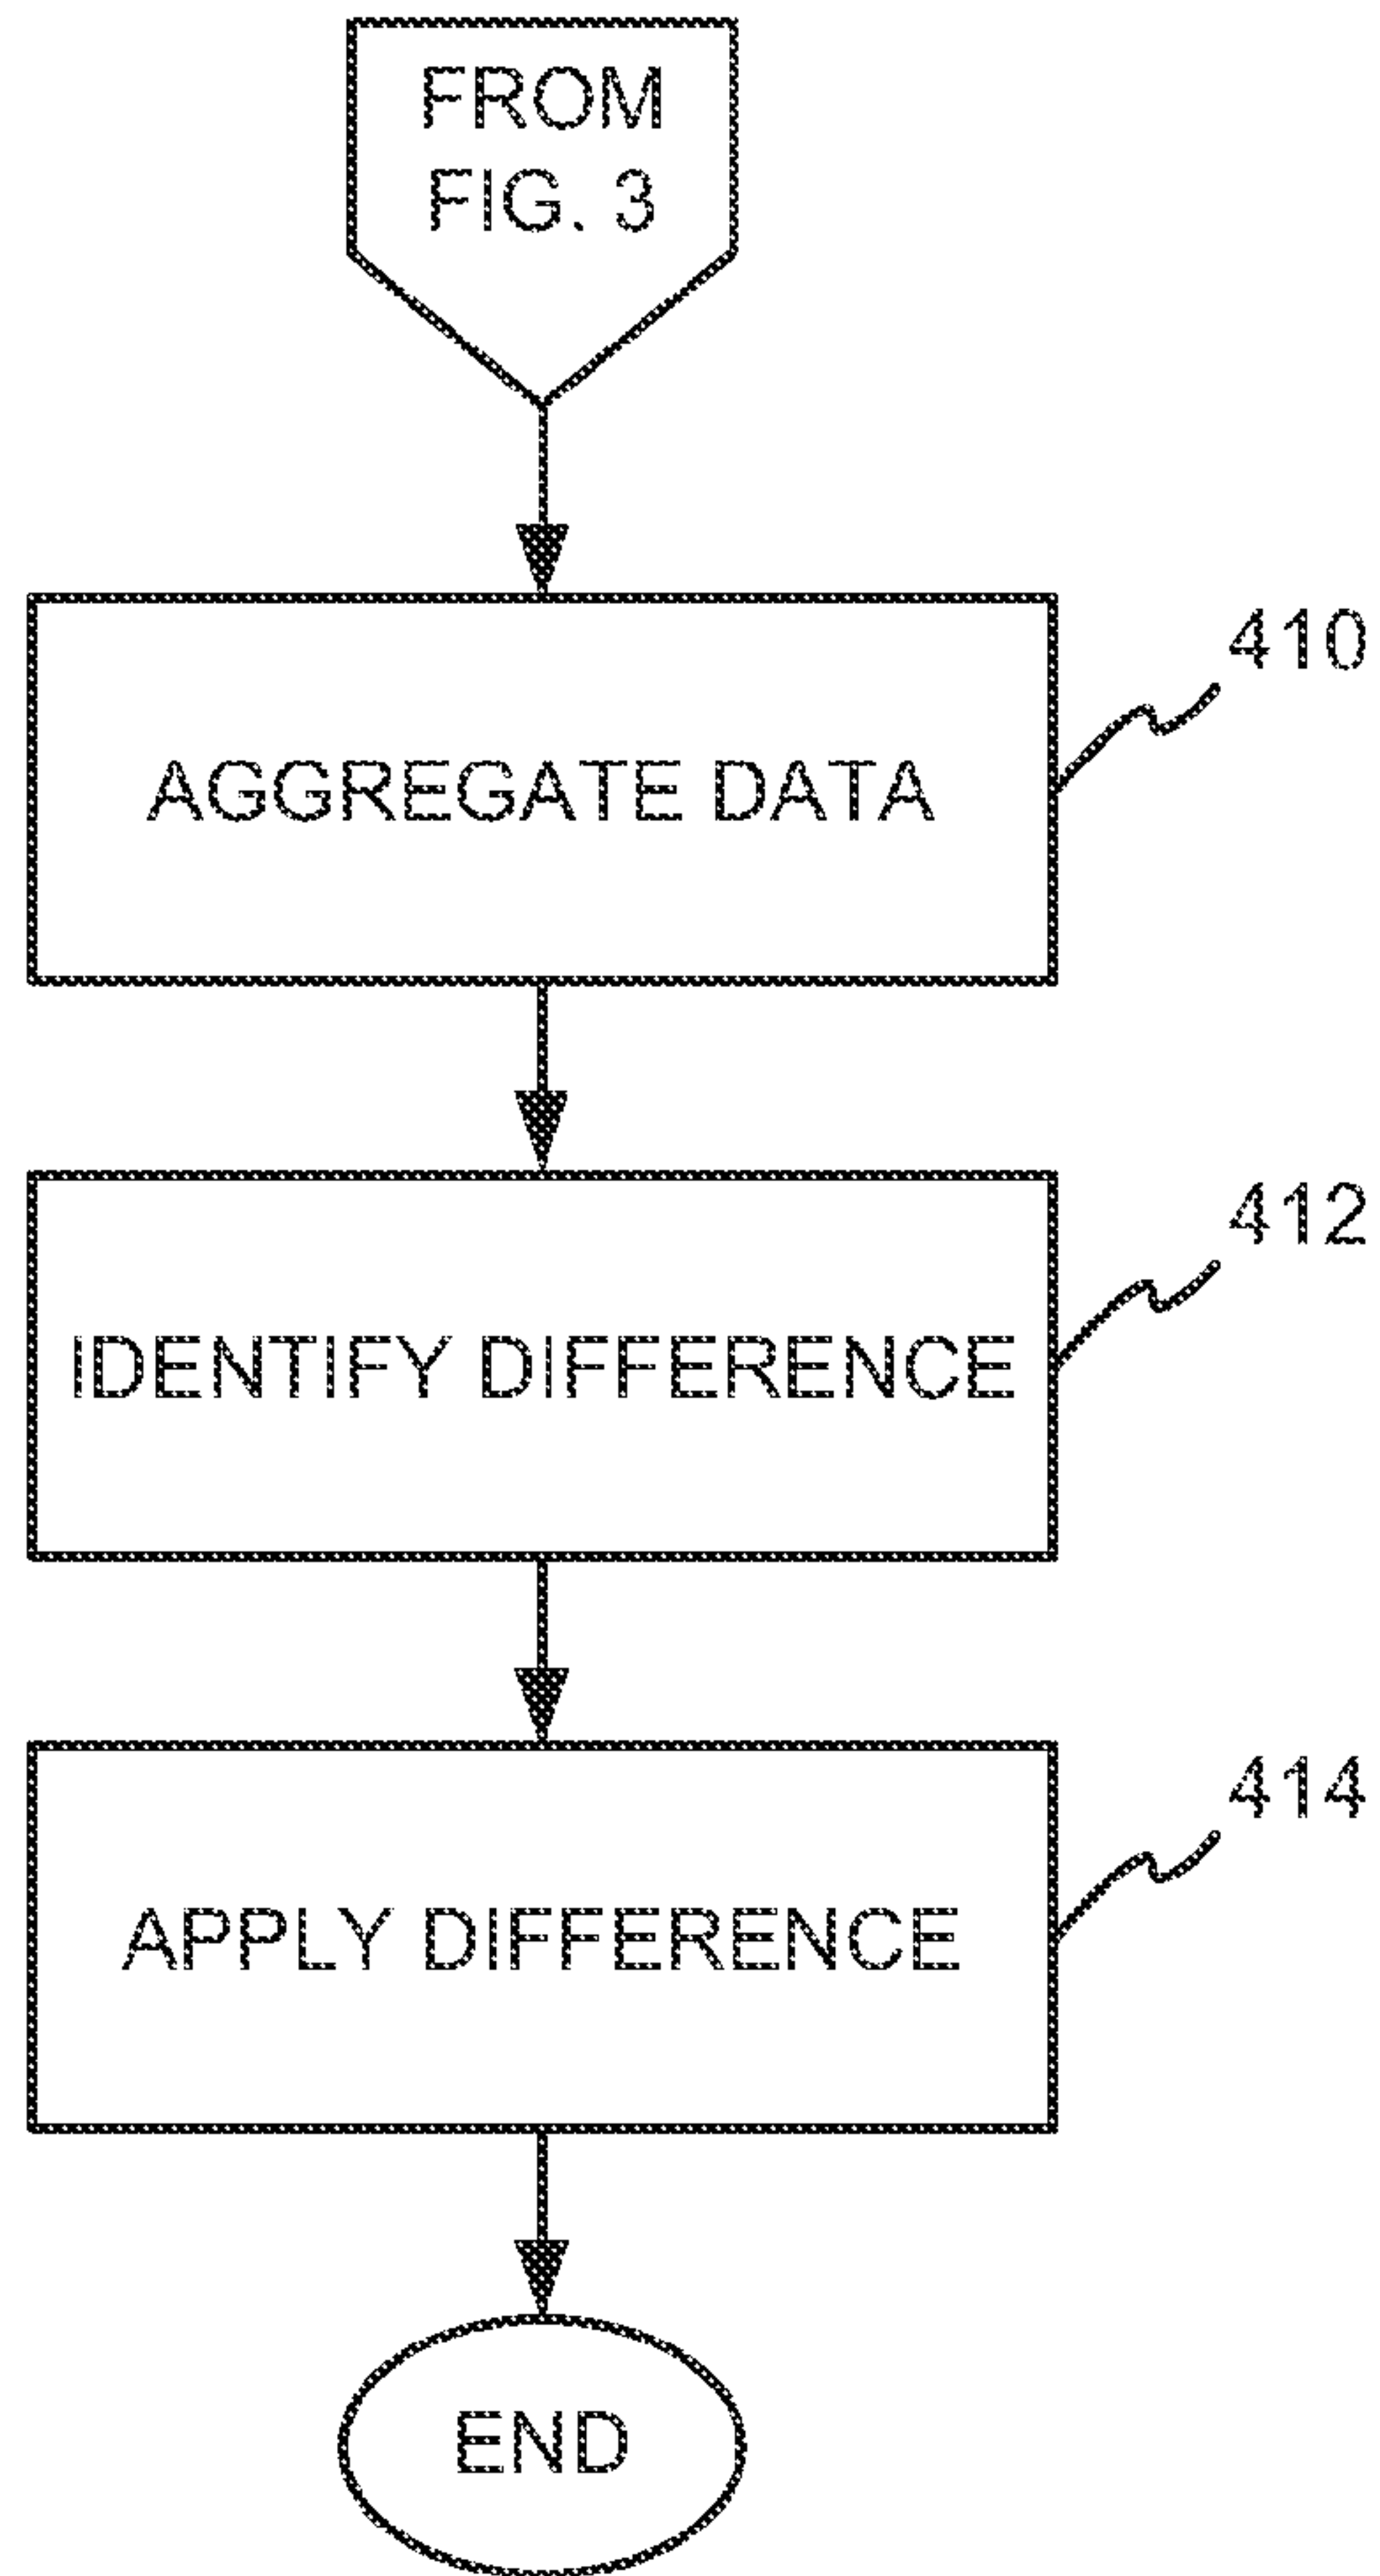 FROM
FIG. 3
410
AGGREGATE DATA
412
IDENTIFY DIFFERENCE
414
APPLY DIFFERENCE
END